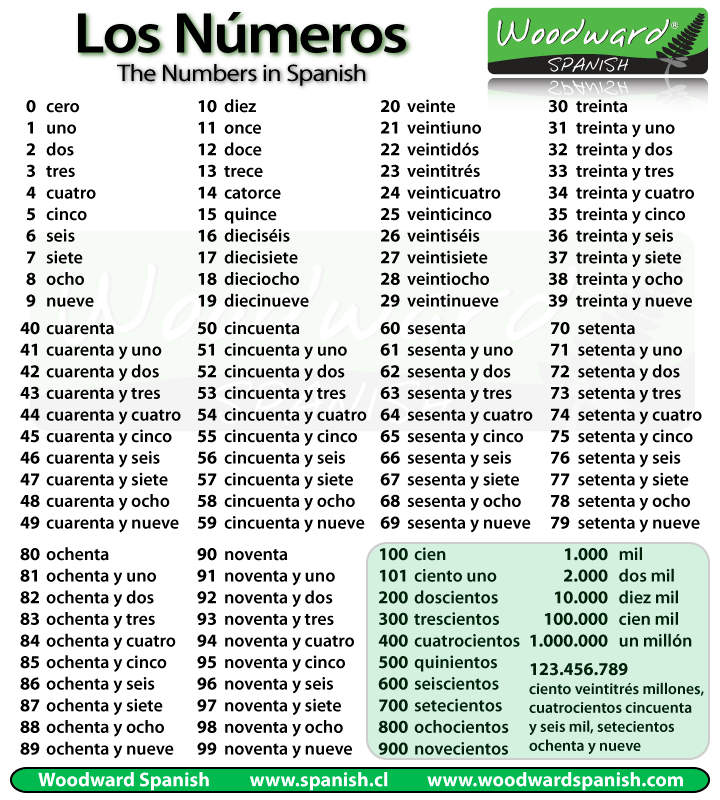 Los Números
The Numbers in Spanish
Woodward®
SPANISH
0 cero
1 uno
2 dos
3 tres
4 cuatro
5 cinco
6 seis
7 siete
8 ocho
9 nueve
10 diez
11 once
12 doce
13 trece
14 catorce
15 quince
16 dieciséis
17 diecisiete
18 dieciocho
19 diecinueve
20 veinte
21 veintiuno
22 veintidós
23 veintitrés
24 veinticuatro
25 veinticinco
26 veintiséis
27 veintisiete
28 veintiocho
29 veintinueve
30 treinta
31 treinta y uno
32 treinta y dos
33 treinta y tres
34 treinta y cuatro
35 treinta y cinco
36 treinta y seis
37 treinta y siete
38 treinta y ocho
39 treinta y nueve
40 cuarenta
41 cuarenta y uno
42 cuarenta y dos
43 cuarenta y tres
44 cuarenta y cuatro
45 cuarenta y cinco
46 cuarenta y seis
47 cuarenta y siete
48 cuarenta y ocho
49 cuarenta y nueve
50 cincuenta
51 cincuenta y uno
52 cincuenta y dos
53 cincuenta y tres
54 cincuenta y cuatro
55 cincuenta y cinco
56 cincuenta y seis
57 cincuenta y siete
58 cincuenta y ocho
59 cincuenta y nueve
60 sesenta
61 sesenta y uno
62 sesenta y dos
63 sesenta y tres
64 sesenta y cuatro
65 sesenta y cinco
66 sesenta y seis
67 sesenta y siete
68 sesenta y ocho
69 sesenta y nueve
70 setenta
71 setenta y uno
72 setenta y dos
73 setenta y tres
74 setenta y cuatro
75 setenta y cinco
76 setenta y seis
77 setenta y siete
78 setenta y ocho
79 setenta y nueve
80 ochenta
81 ochenta y uno
82 ochenta y dos
83 ochenta y tres
84 ochenta y cuatro
85 ochenta y cinco
86 ochenta y seis
87 ochenta y siete
88 ochenta y ocho
89 ochenta y nueve
90 noventa
91 noventa y uno
92 noventa y dos
93 noventa y tres
94 noventa y cuatro
95 noventa y cinco
96 noventa y seis
97 noventa y siete
98 noventa y ocho
99 noventa y nueve
100 cien
101 ciento uno
200 doscientos
300 trescientos
400 cuatrocientos
500 quinientos
600 seiscientos
700 setecientos
800 ochocientos
900 novecientos
1.000 mil
2.000 dos mil
10.000 diez mil
100.000 cien mil
1.000.000 un millón
123.456.789
ciento veintitrés millones,
cuatrocientos cincuenta
y seis mil, setecientos
ochenta y nueve
Woodward Spanish www.spanish.cl www.woodwardspanish.com
Woodward
SPANISH